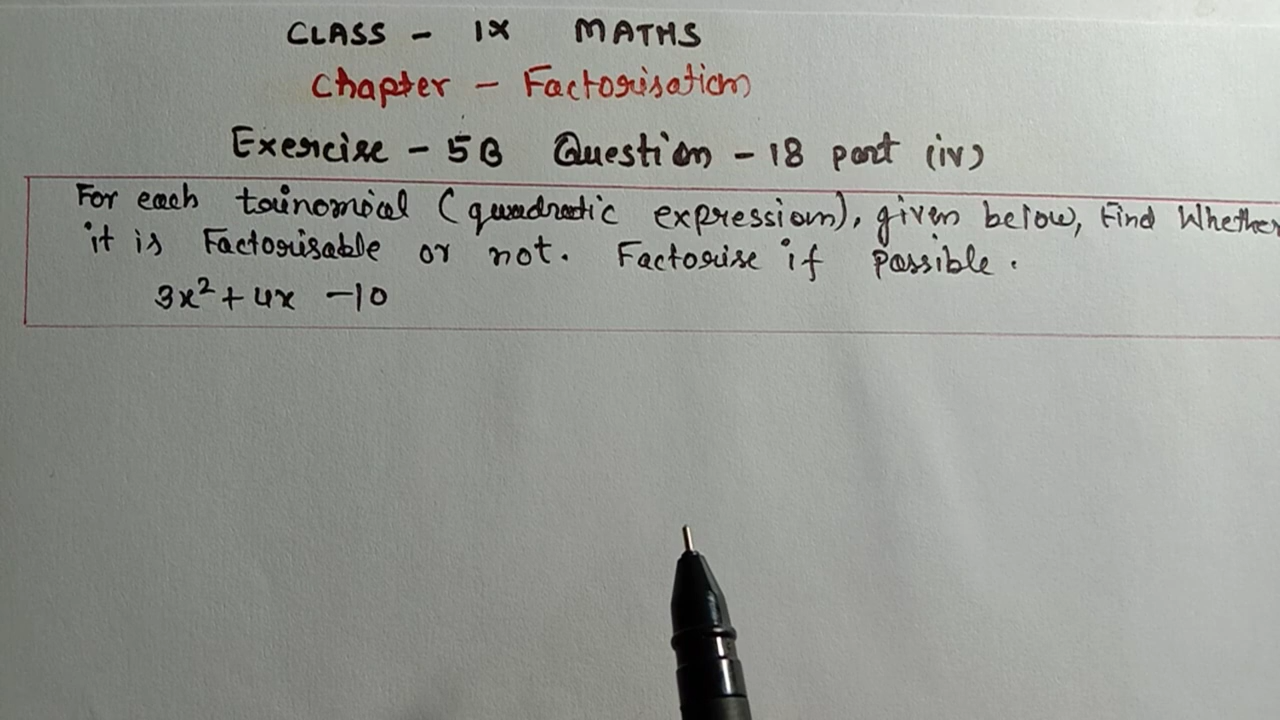 CLASS - IX MATHS
Chapter - Factorisation
Exercise - 5B Question - 18 part (iv)
For each trinomial (quadratic expression), given below, Find Whether
it is Factorisable or not. Factorise if possible.
3x² + 4x - 10